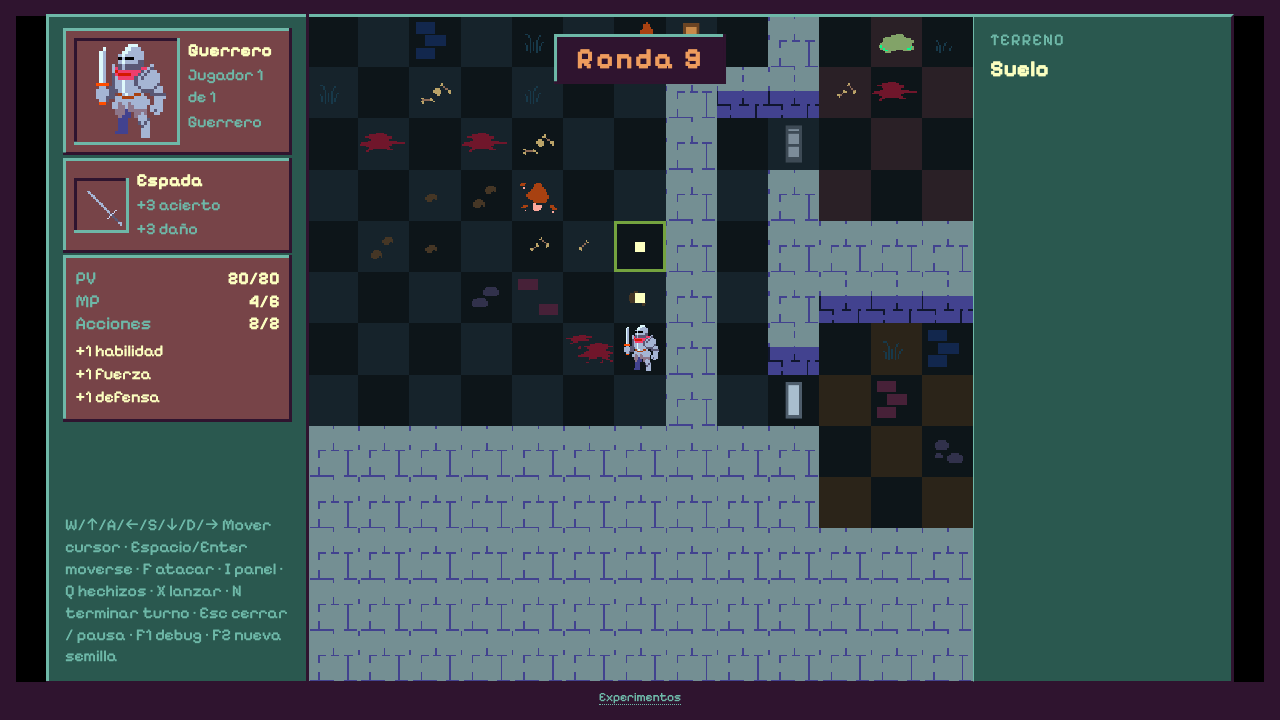 Guerrero
Jugador 1
de 1
Guerrero
Espada
+3 acierto
+3 daño
PV 80/80
MP 4/6
Acciones 8/8
+1 habilidad
+1 fuerza
+1 defensa
W/↑/A/←/S/↓/D/→ Mover
cursor · Espacio/Enter
moverse · F atacar · I panel ·
Q hechizos · X lanzar · N
terminar turno · Esc cerrar
/ pausa · F1 debug · F2 nueva
semilla
Ronda 9
TERRENO
Suelo
Experimentos